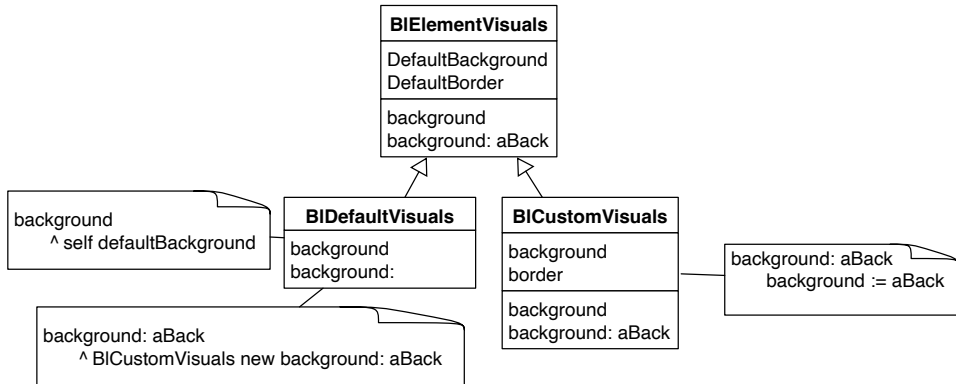 BlElementVisuals
DefaultBackground
DefaultBorder
background
background: aBack
background
^ self defaultBackground
BlDefaultVisuals
background
background:
BlCustomVisuals
background
border
background
background: aBack
background: aBack
background := aBack
background: aBack
^ BlCustomVisuals new background: aBack